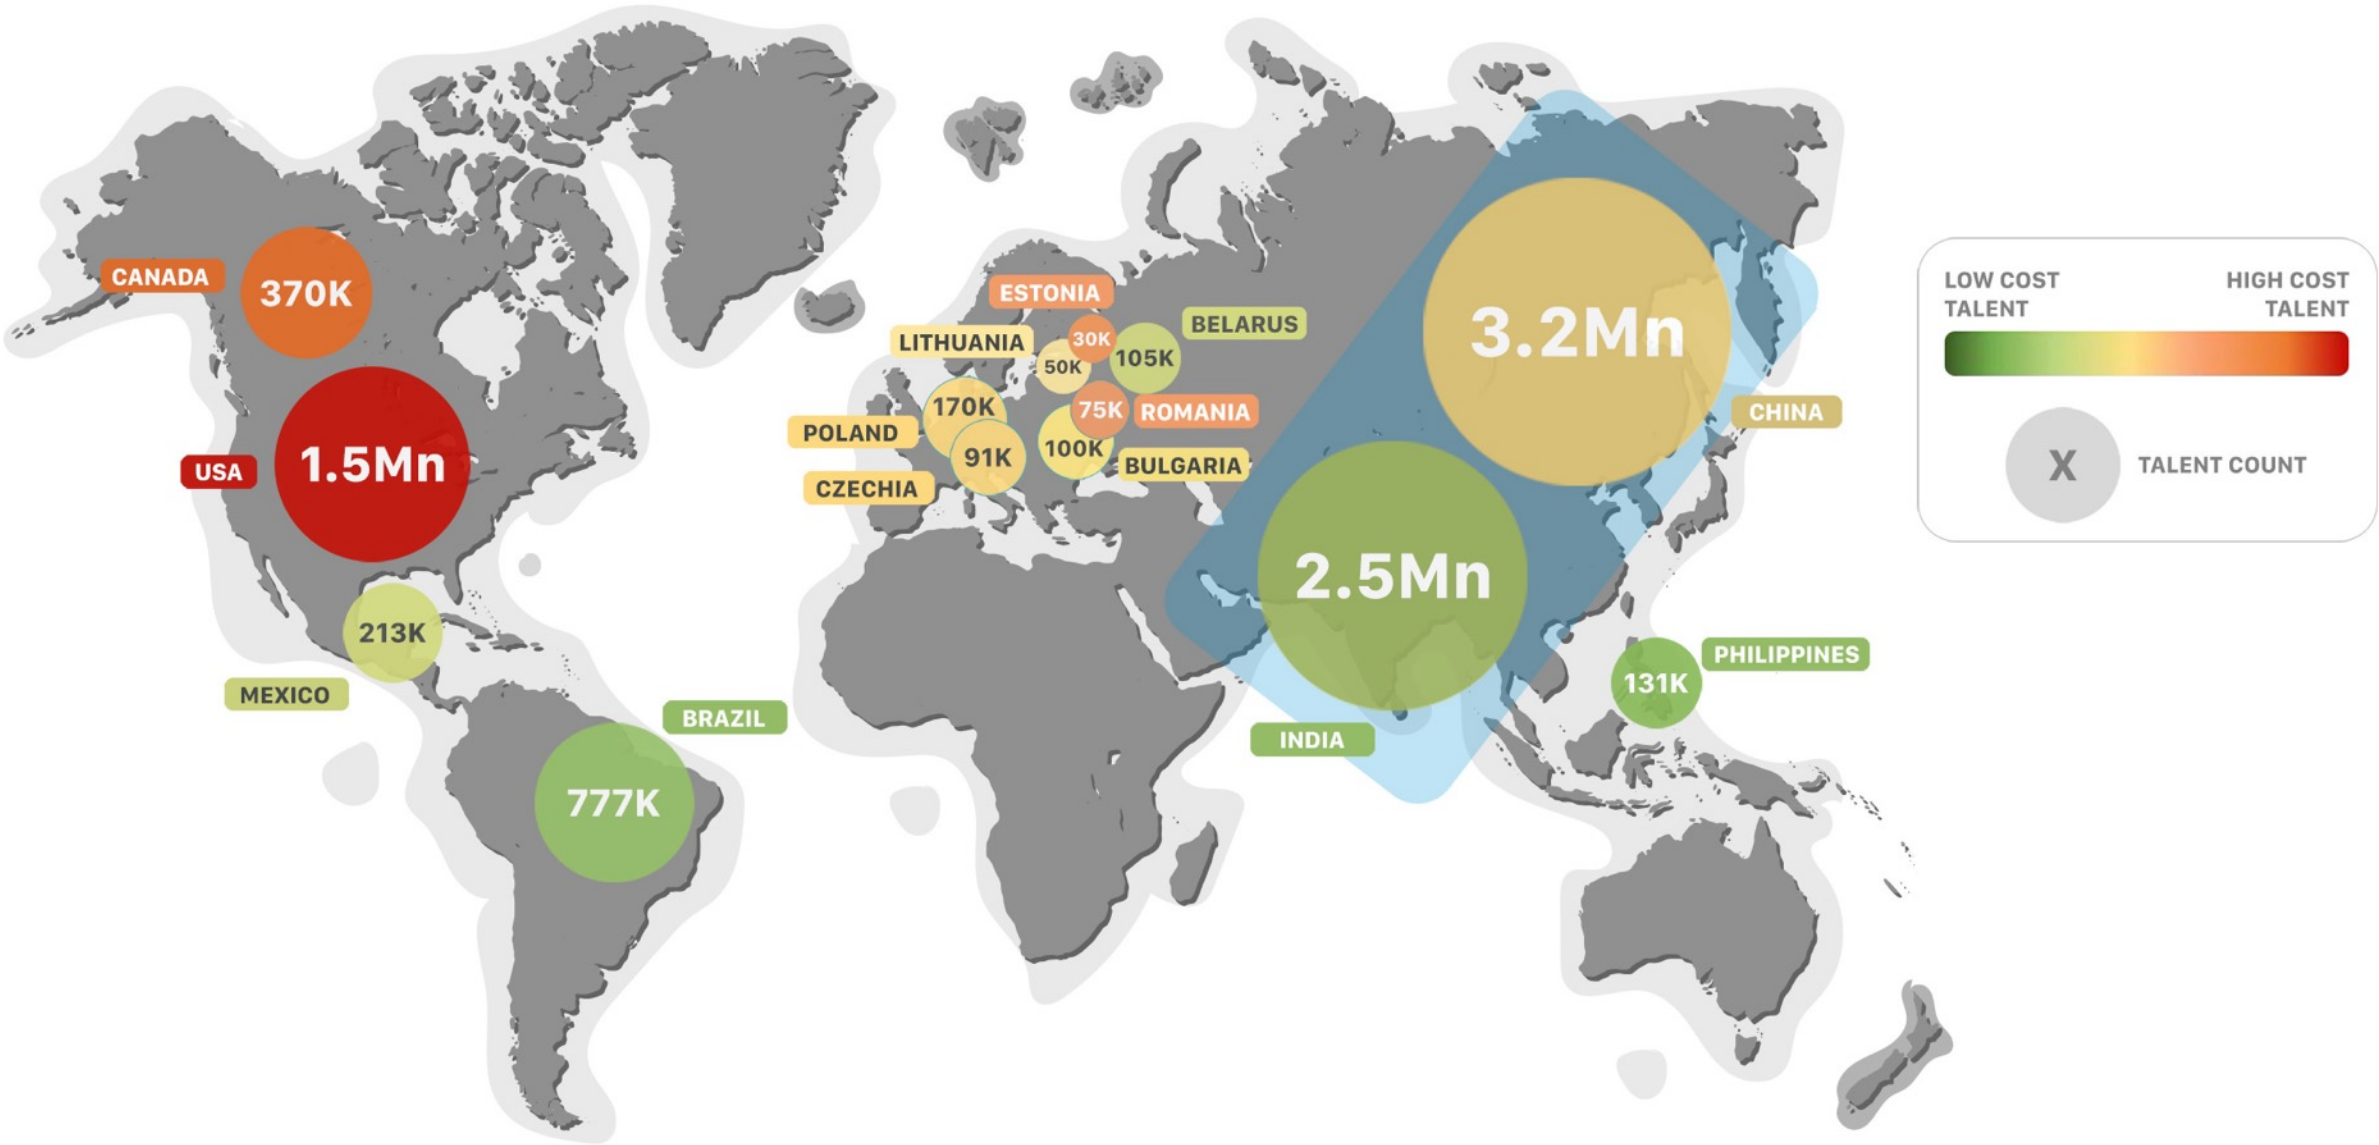 CANADA
370K
USA
1.5Mn
213K
MEXICO
BRAZIL
777K
ESTONIA
LITHUANIA
30K
BELARUS
50K
105K
170K
75K
ROMANIA
POLAND
91K
100K
BULGARIA
CZECHIA
3.2Mn
CHINA
2.5Mn
INDIA
PHILIPPINES
131K
LOW COST
TALENT
HIGH COST
TALENT
X
TALENT COUNT